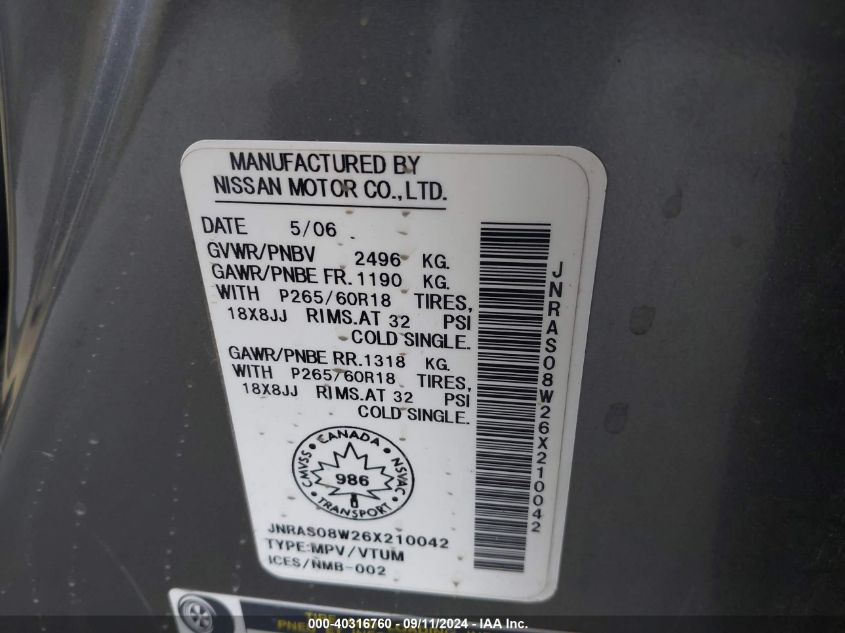 MANUFACTURED BY
NISSAN MOTOR CO.,LTD.
DATE 5/06
GVWR/PNBV 2496 KG.
GAWR/PNBE FR. 1190 KG.
WITH P265/60R18 TIRES,
18X8JJ RIMS.AT 32 PSI
COLD SINGLE.
GAWR/PNBE RR. 1318 KG.
WITH P265/60R18 TIRES,
18X8JJ RIMS.AT 32 PSI
COLD SINGLE.
CANADA
CMVSS
986
NSVAC
TRANSPORT
JNRAS08W26X210042
TYPE:MPV/VTUM
ICES/NMB-002
JNRAS08W26X210042
TIRE
PNEU ET
000-40316760 - 09/11/2024 - IAA Inc.